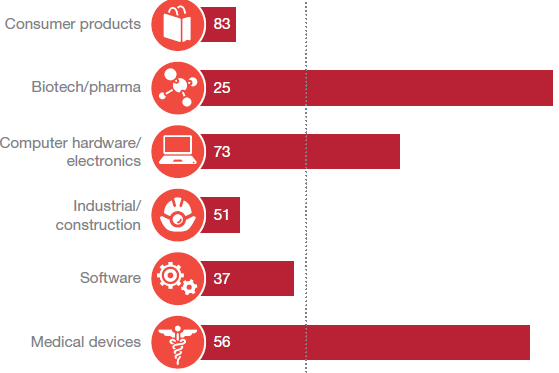 Consumer products 83
Biotech/pharma 25
Computer hardware/
electronics 73
Industrial/
construction 51
Software 37
Medical devices 56